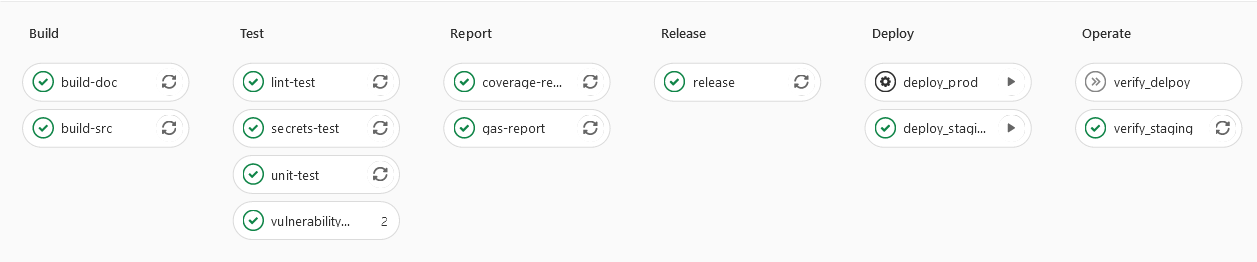 Build
build-doc
build-src
Test
lint-test
secrets-test
unit-test
vulnerability...
2
Report
coverage-re...
gas-report
Release
release
Deploy
deploy_prod
deploy_stagi...
Operate
verify_delpoy
verify_staging